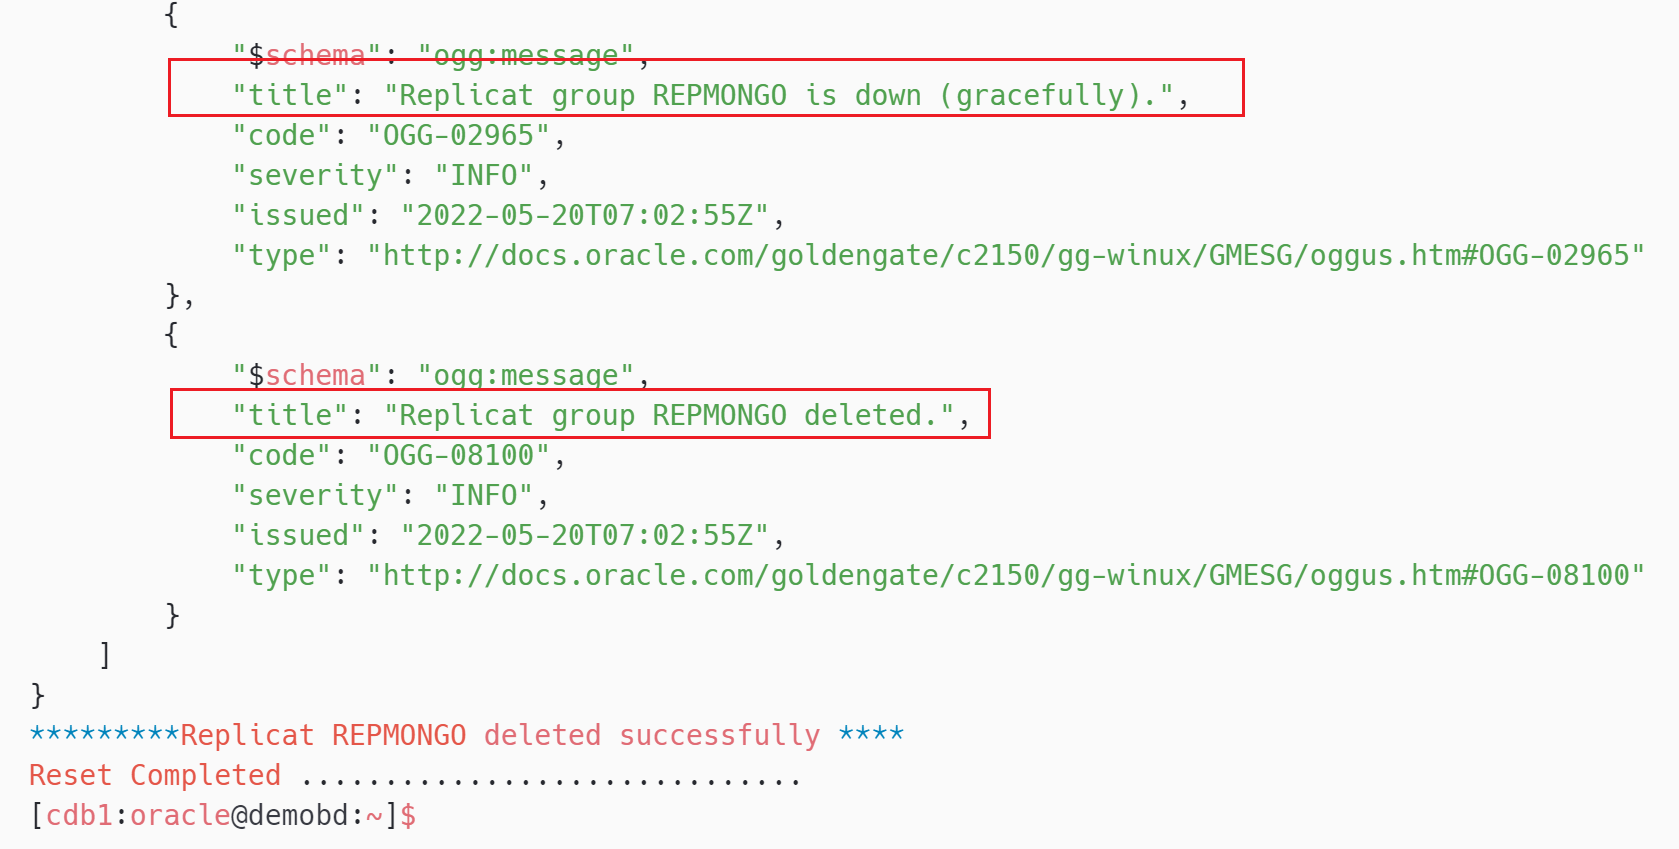 {
"$schema": "ogg:message",
"title": "Replicat group REPMONGO is down (gracefully).",
"code": "OGG-02965",
"severity": "INFO",
"issued": "2022-05-20T07:02:55Z",
"type": "http://docs.oracle.com/goldengate/c2150/gg-winux/GMESG/oggus.htm#OGG-02965"
},
{
"$schema": "ogg:message",
"title": "Replicat group REPMONGO deleted.",
"code": "OGG-08100",
"severity": "INFO",
"issued": "2022-05-20T07:02:55Z",
"type": "http://docs.oracle.com/goldengate/c2150/gg-winux/GMESG/oggus.htm#OGG-08100"
}
]
}
*********Replicat REPMONGO deleted successfully ****
Reset Completed ..............................
[cdb1:oracle@demobd:~]$